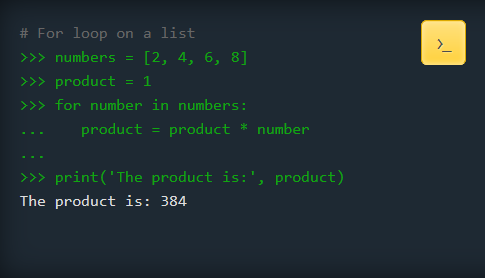 # For loop on a list
>>> numbers = [2, 4, 6, 8]
>>> product = 1
>>> for number in numbers:
...    product = product * number
...
>>> print('The product is:', product)
The product is: 384
>_